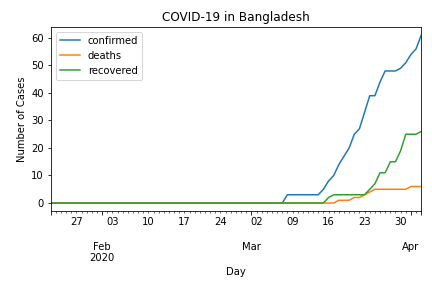 COVID-19 in Bangladesh
confirmed
deaths
recovered
Number of Cases
60
50
40
30
20
10
0
27 03 10 17 24 02 09 16 23 30
Feb Mar Apr
2020
Day